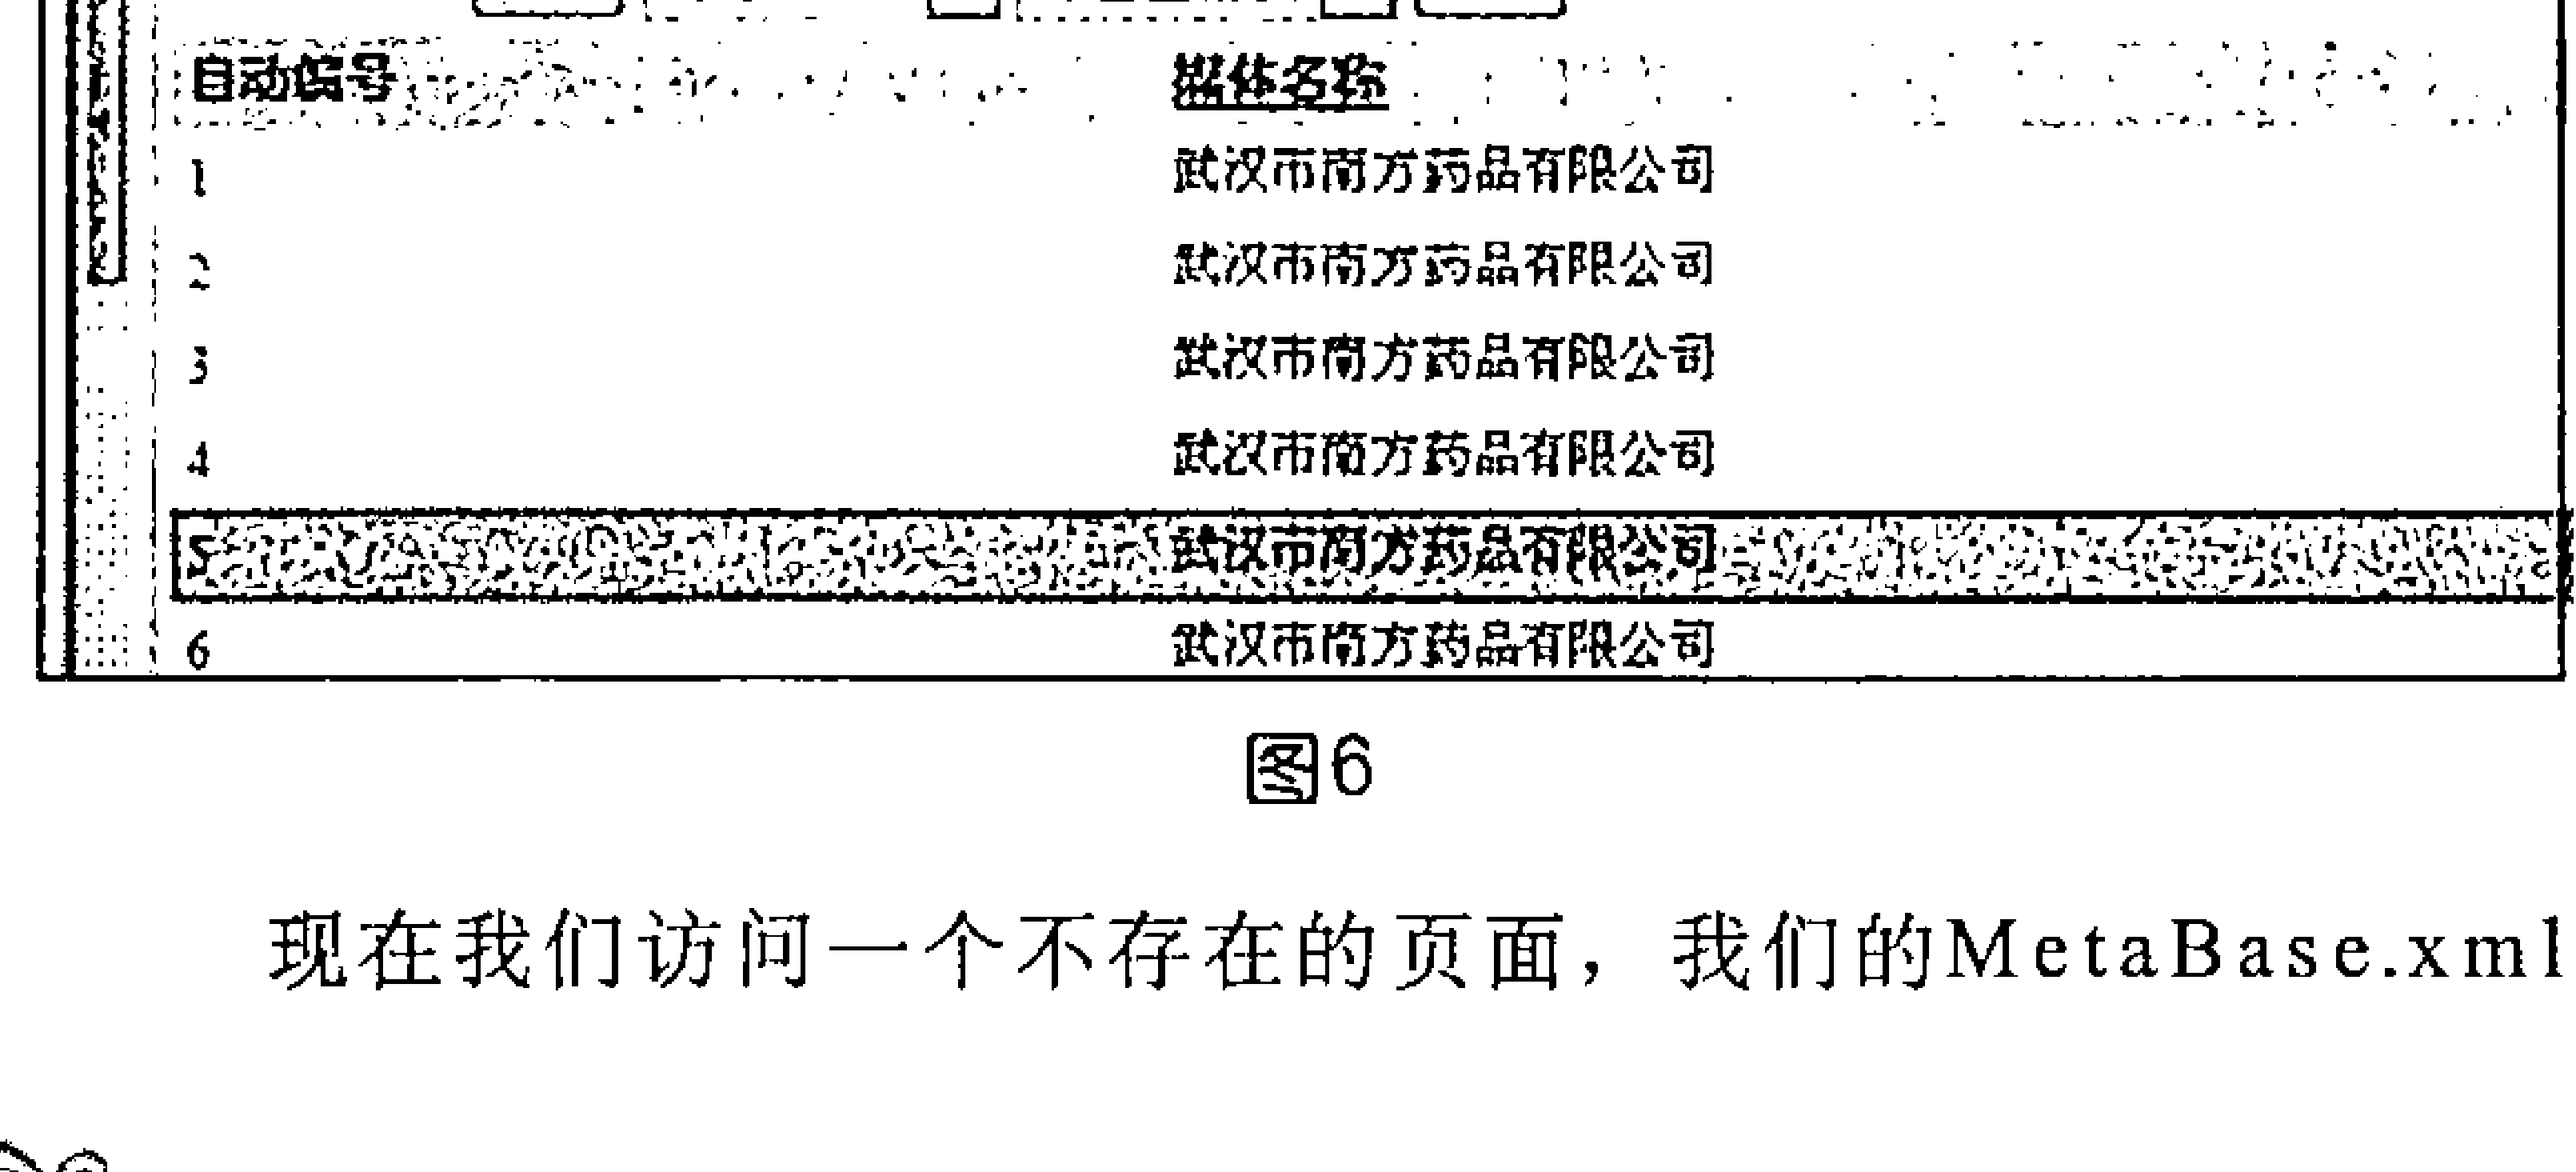 自动编号 媒体名称
1 武汉市南方药品有限公司
2 武汉市南方药品有限公司
3 武汉市南方药品有限公司
4 武汉市南方药品有限公司
5 武汉市南方药品有限公司
6 武汉市南方药品有限公司
图6
现在我们访问一个不存在的页面，我们的MetaBase.xml